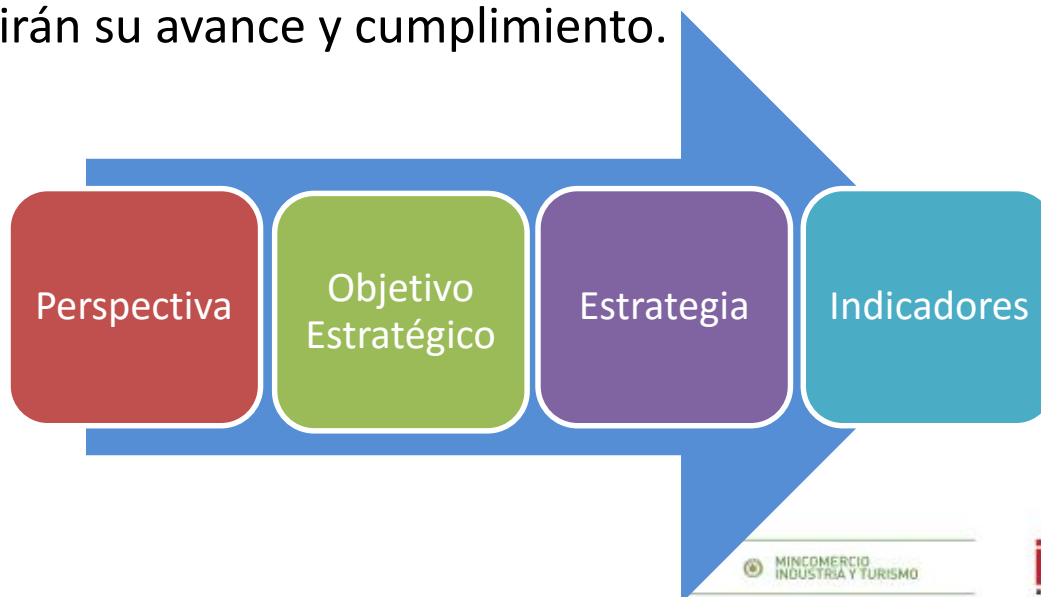 irán su avance y cumplimiento.
Perspectiva
Objetivo
Estratégico
Estrategia
Indicadores
MINCOMERCIO
INDUSTRIA Y TURISMO